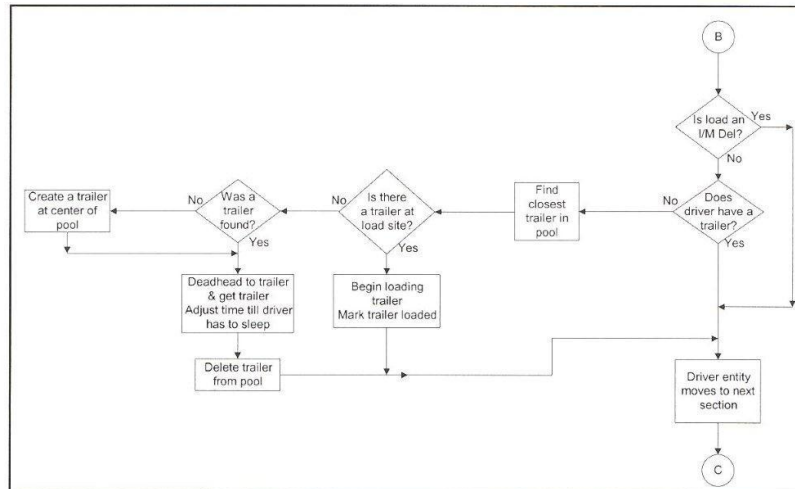 B
Is load an
I/M Del?
Yes
No
Does
driver have a
trailer?
No
Yes
Find
closest
trailer in
pool
Is there
a trailer at
load site?
No
Yes
Was a
trailer
found?
No
Yes
Create a trailer
at center of
pool
Deadhead to trailer
& get trailer
Adjust time till driver
has to sleep
Begin loading
trailer
Mark trailer loaded
Delete trailer
from pool
Driver entity
moves to next
section
C